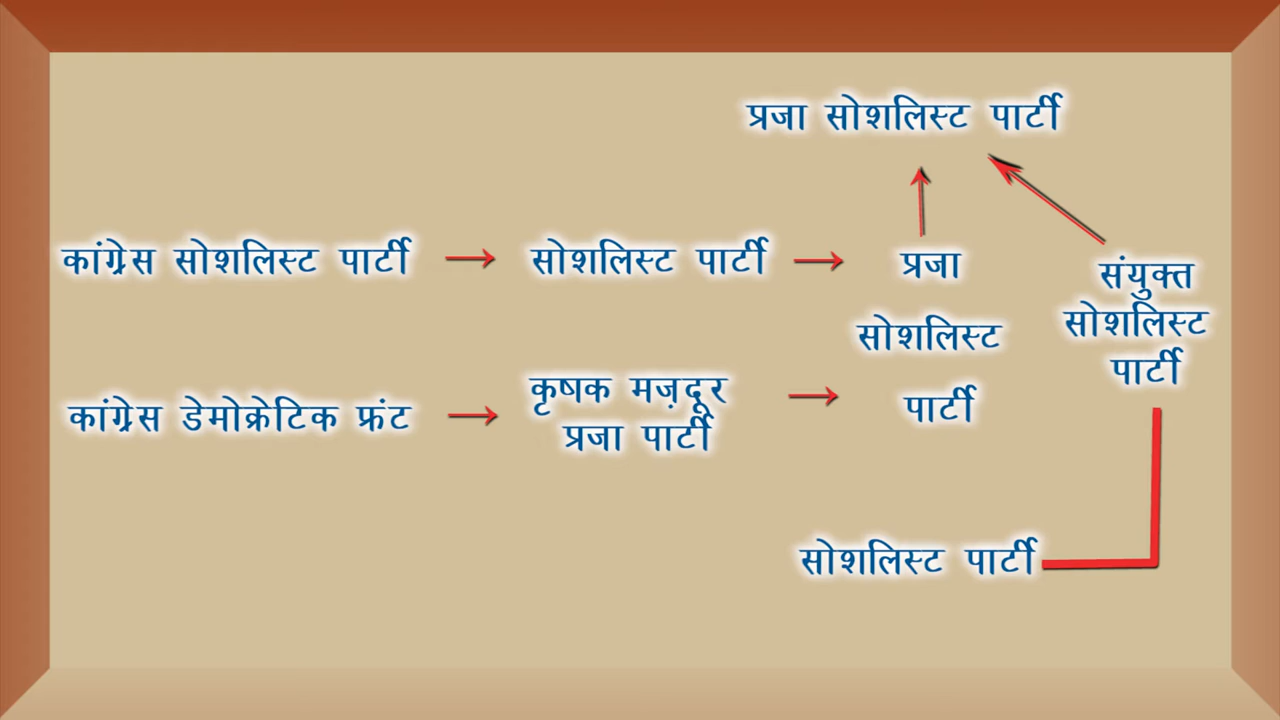 प्रजा सोशलिस्ट पार्टी
कांग्रेस सोशलिस्ट पार्टी
सोशलिस्ट पार्टी
प्रजा
सोशलिस्ट
पार्टी
संयुक्त
सोशलिस्ट
पार्टी
कांग्रेस डेमोक्रेटिक फ्रंट
कृषक मज़दूर
प्रजा पार्टी
सोशलिस्ट पार्टी